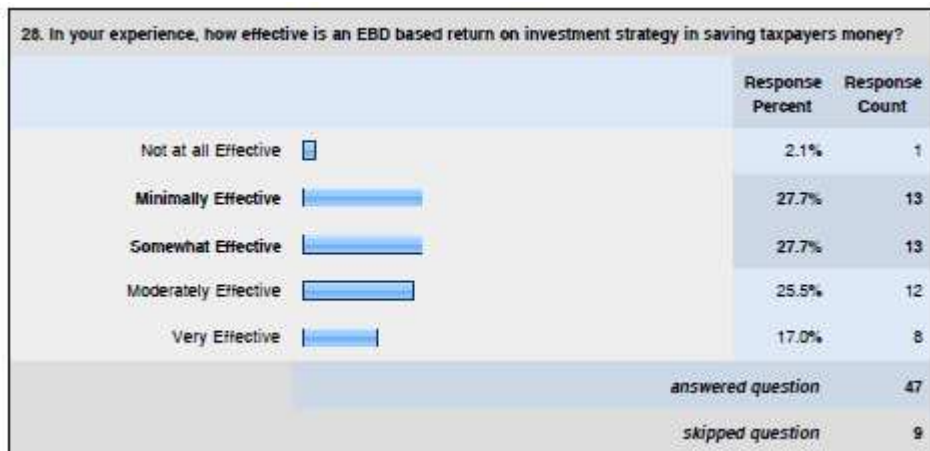 28. In your experience, how effective is an EBD based return on investment strategy in saving taxpayers money?
Response Percent Response Count
Not at all Effective 2.1% 1
Minimally Effective 27.7% 13
Somewhat Effective 27.7% 13
Moderately Effective 25.5% 12
Very Effective 17.0% 8
answered question 47
skipped question 9